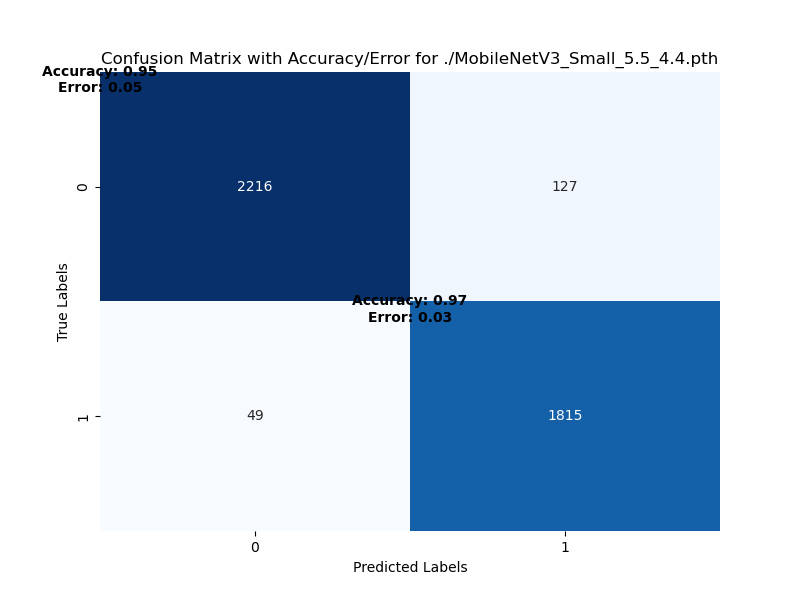 Confusion Matrix with Accuracy/Error for ./MobileNetV3_Small_5.5_4.4.pth
Accuracy: 0.95
Error: 0.05
0
2216
127
Accuracy: 0.97
Error: 0.03
True Labels
1
49
1815
0
1
Predicted Labels